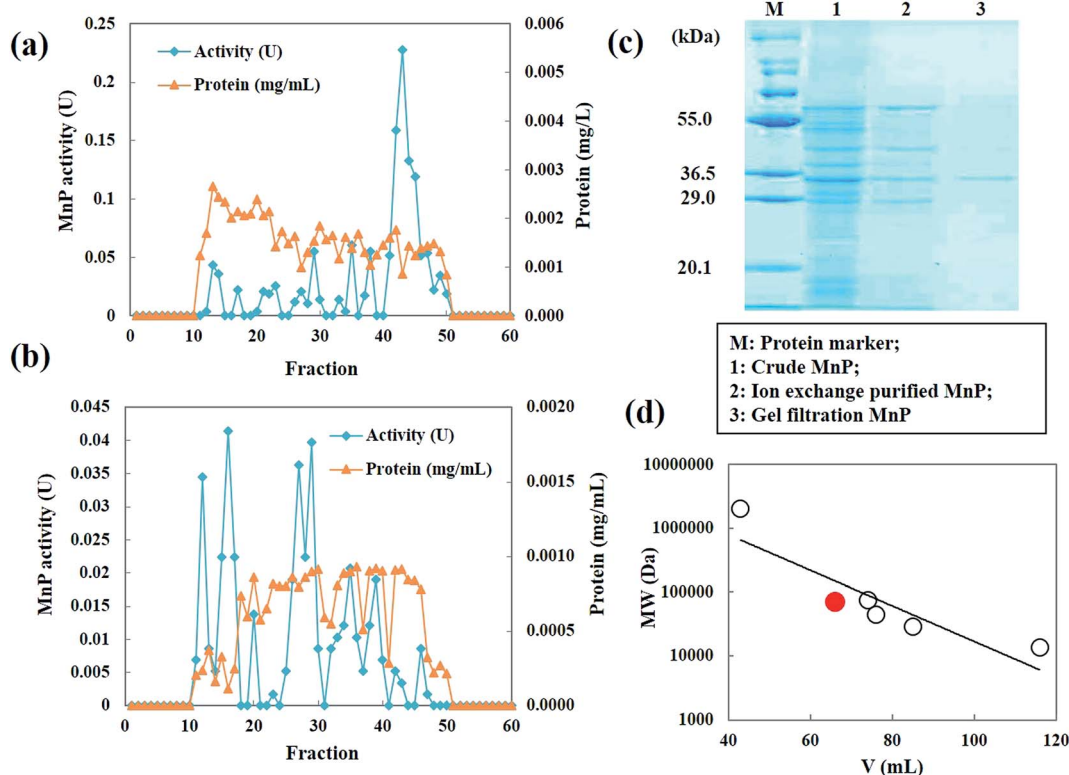 (a)
Activity (U)
Protein (mg/mL)
MnP activity (U)
0.25
0.2
0.15
0.1
0.05
0
0.006
0.005
0.004
0.003
0.002
0.001
0.000
Protein (mg/L)
0 10 20 30 40 50 60
Fraction
(b)
Activity (U)
Protein (mg/mL)
MnP activity (U)
0.045
0.04
0.035
0.03
0.025
0.02
0.015
0.01
0.005
0
0.0020
0.0015
0.0010
0.0005
0.0000
Protein (mg/mL)
0 10 20 30 40 50 60
Fraction
(c)
M 1 2 3
(kDa)
55.0
36.5
29.0
20.1
M: Protein marker;
1: Crude MnP;
2: Ion exchange purified MnP;
3: Gel filtration MnP
(d)
MW (Da)
10000000
1000000
100000
10000
1000
40 60 80 100 120
V (mL)